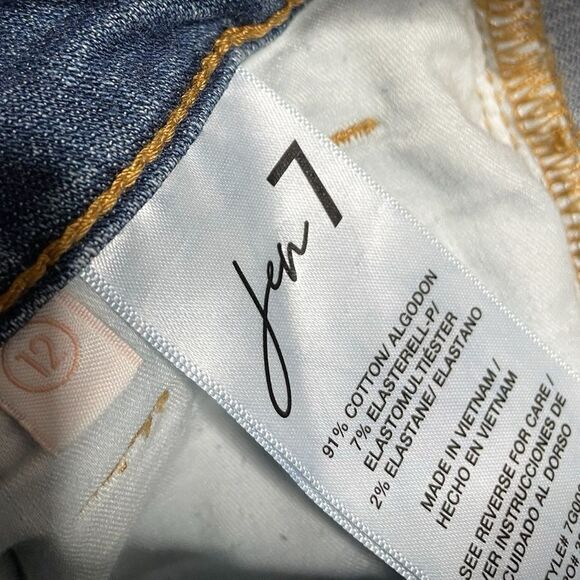 jen 7
91% COTTON/ ALGODON
7% ELASTERELL-P/
ELASTOMULTIÉSTER
2% ELASTANE/ ELASTANO
MADE IN VIETNAM /
HECHO EN VIETNAM
SEE REVERSE FOR CARE /
INSTRUCCIONES DE
CUIDADO AL DORSO
STYLE#
12